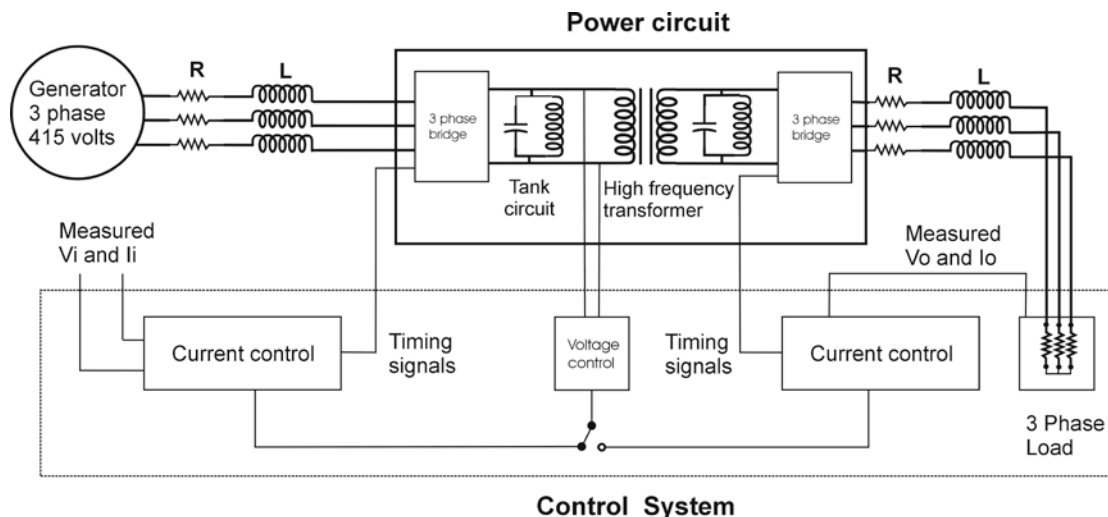 Power circuit
Generator
3 phase
415 volts
R
L
3 phase
bridge
Tank
circuit
High frequency
transformer
3 phase
bridge
R
L
Measured
Vi and Ii
Measured
Vo and Io
Current control
Timing
signals
Voltage
control
Timing
signals
Current control
3 Phase
Load
Control System